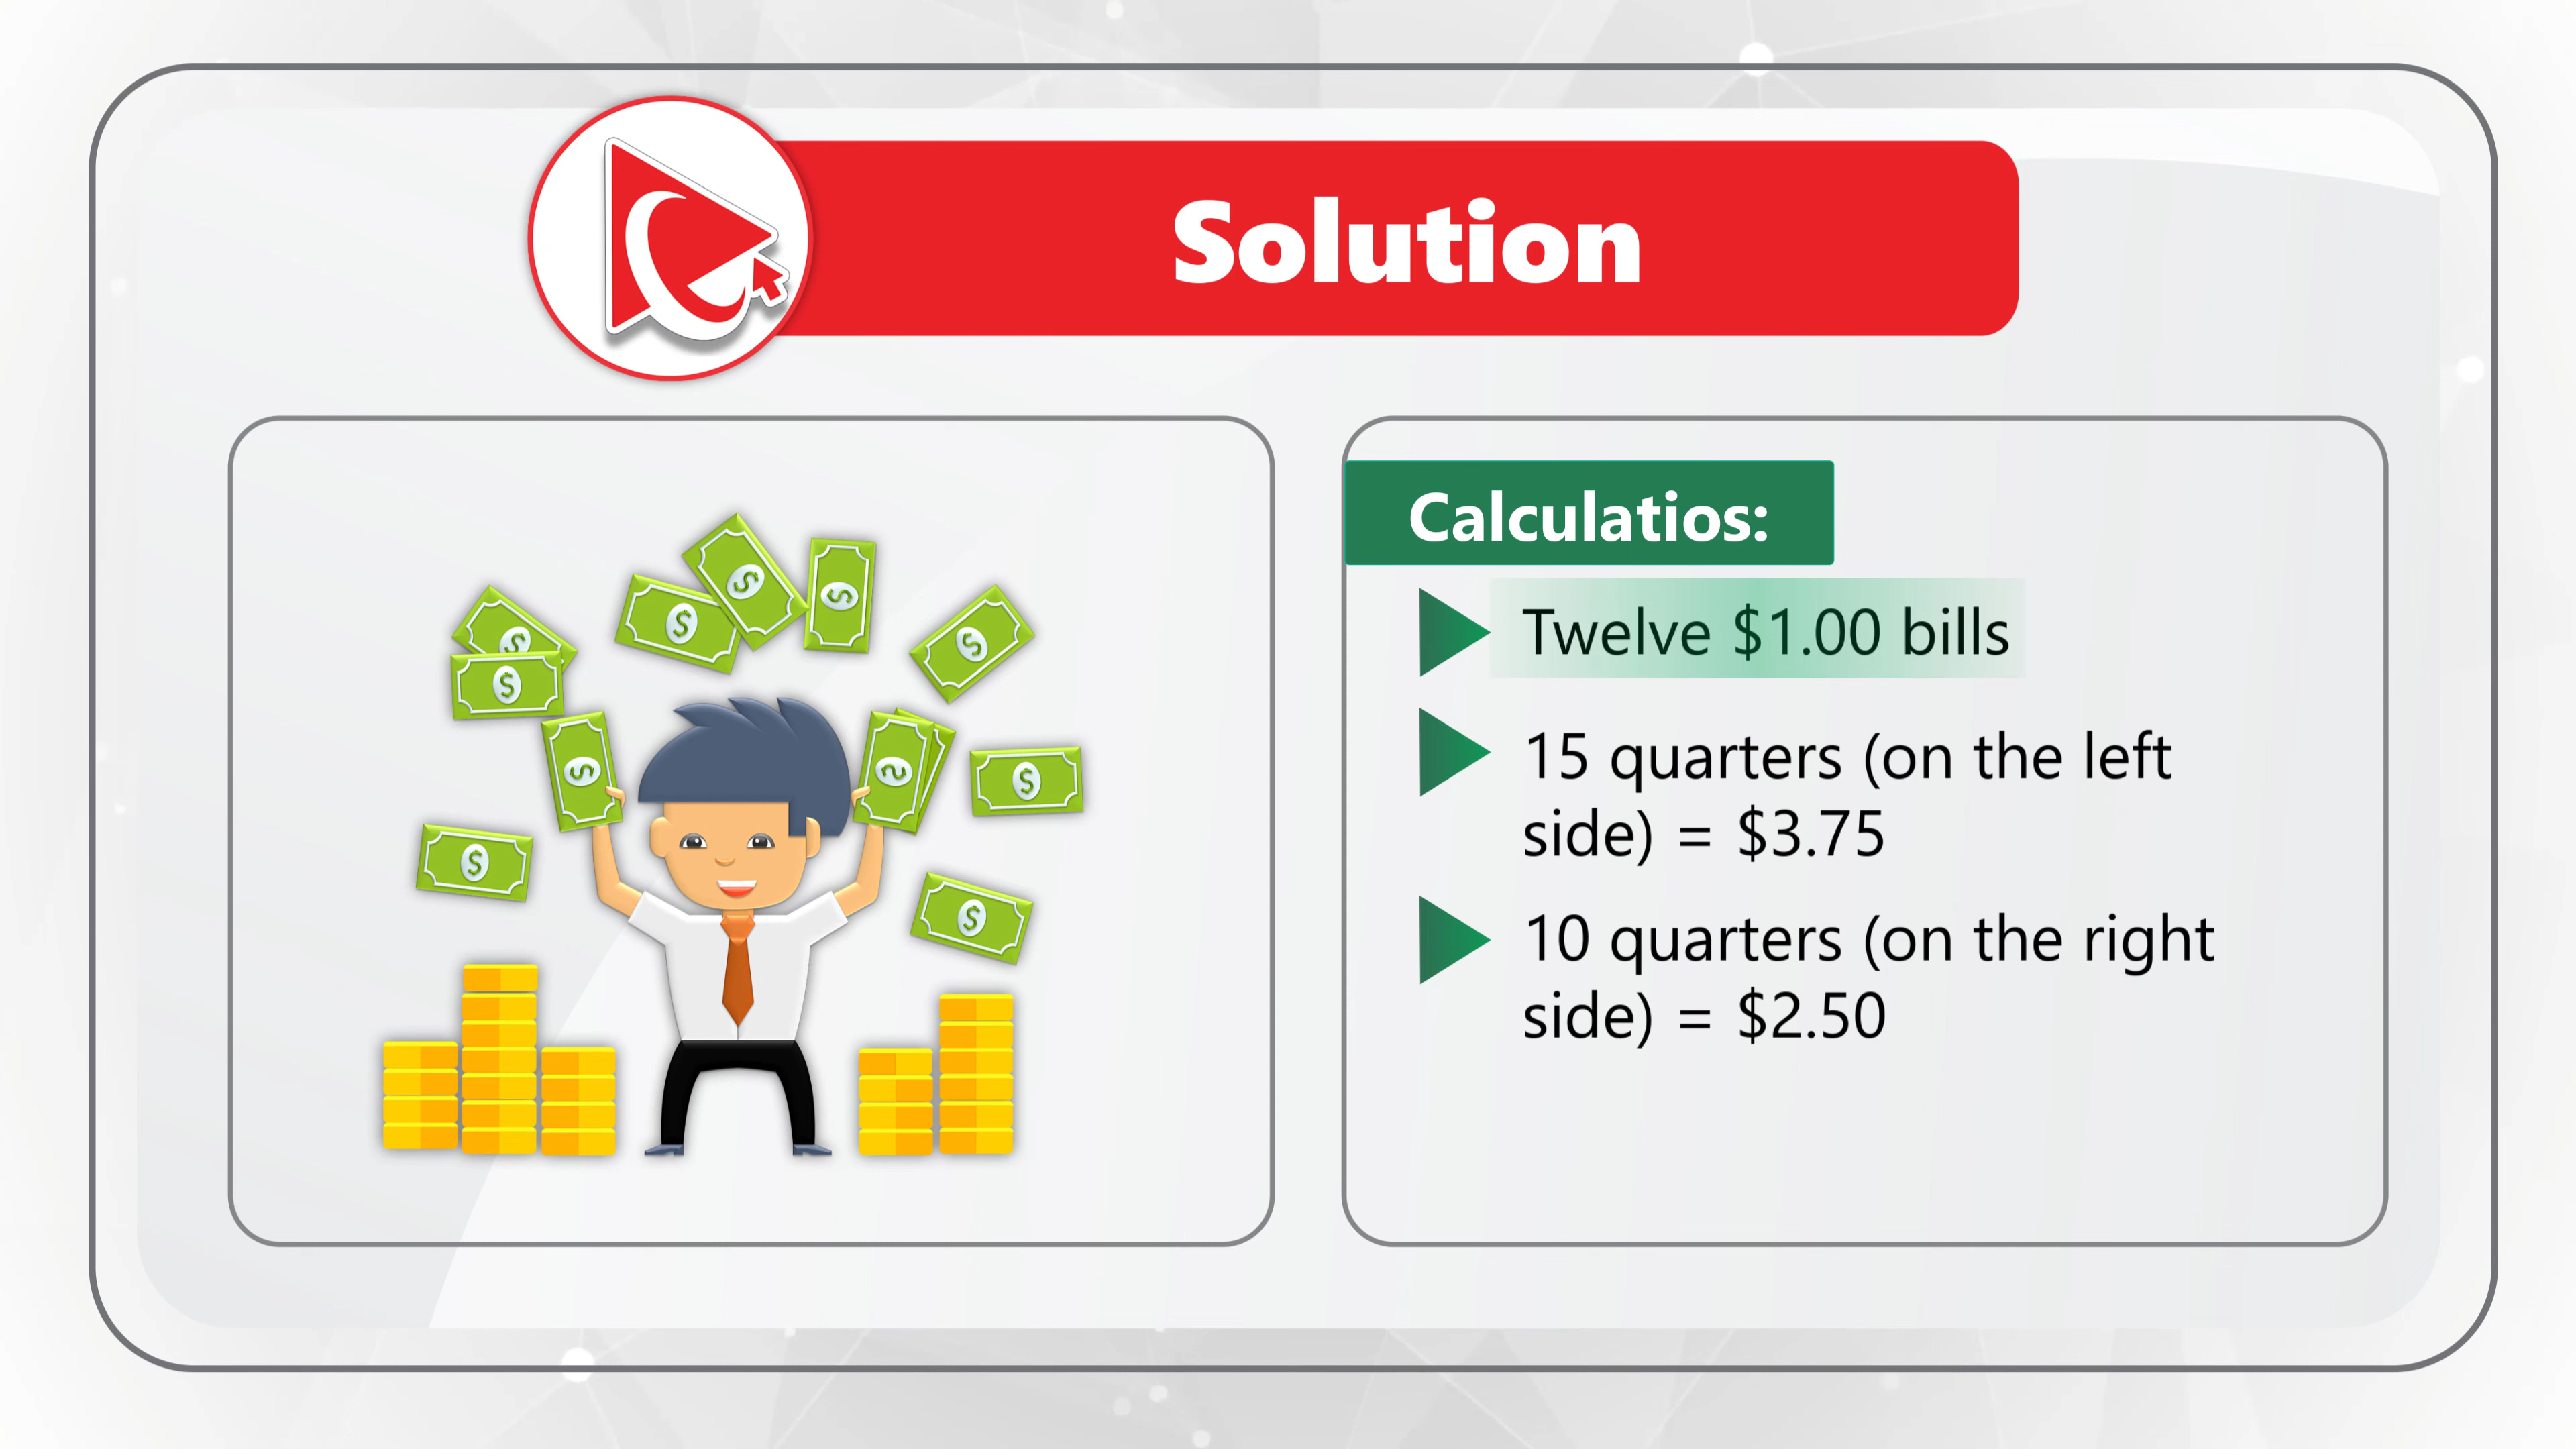 Solution
Calculatios:
Twelve $1.00 bills
15 quarters (on the left
side) = $3.75
10 quarters (on the right
side) = $2.50